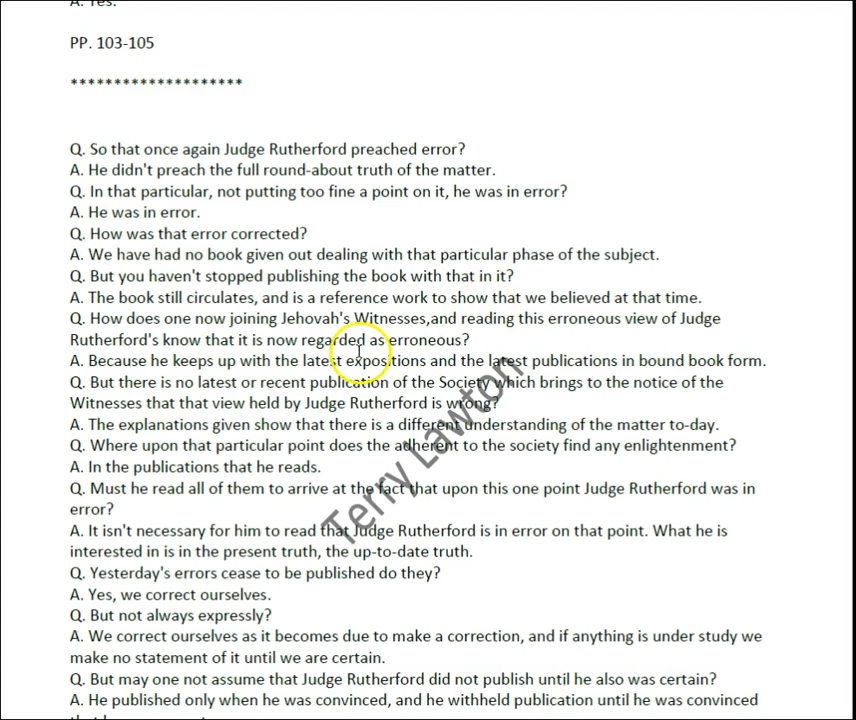 A. Yes.
PP. 103-105
*********************
Q. So that once again Judge Rutherford preached error?
A. He didn't preach the full round-about truth of the matter.
Q. In that particular, not putting too fine a point on it, he was in error?
A. He was in error.
Q. How was that error corrected?
A. We have had no book given out dealing with that particular phase of the subject.
Q. But you haven't stopped publishing the book with that in it?
A. The book still circulates, and is a reference work to show that we believed at that time.
Q. How does one now joining Jehovah's Witnesses,and reading this erroneous view of Judge
Rutherford's know that it is now regarded as erroneous?
A. Because he keeps up with the latest expositions and the latest publications in bound book form.
Q. But there is no latest or recent publication of the Society which brings to the notice of the
Witnesses that that view held by Judge Rutherford is wrong?
A. The explanations given show that there is a different understanding of the matter to-day.
Q. Where upon that particular point does the adherent to the society find any enlightenment?
A. In the publications that he reads.
Q. Must he read all of them to arrive at the fact that upon this one point Judge Rutherford was in
error?
A. It isn't necessary for him to read that Judge Rutherford is in error on that point. What he is
interested in is in the present truth, the up-to-date truth.
Q. Yesterday's errors cease to be published do they?
A. Yes, we correct ourselves.
Q. But not always expressly?
A. We correct ourselves as it becomes due to make a correction, and if anything is under study we
make no statement of it until we are certain.
Q. But may one not assume that Judge Rutherford did not publish until he also was certain?
A. He published only when he was convinced, and he withheld publication until he was convinced
Terry Lawton